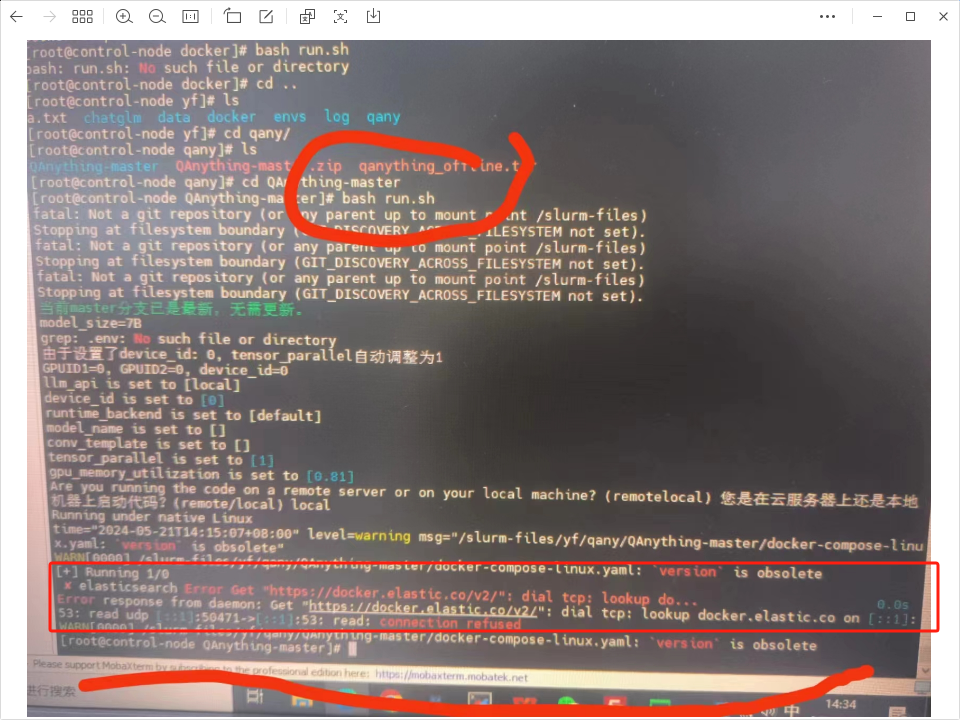 [root@control-node docker]# bash run.sh
bash: run.sh: No such file or directory
[root@control-node docker]# cd ..
[root@control-node yf]# ls
a.txt chatglm data docker envs log qany
[root@control-node yf]# cd qany/
[root@control-node qany]# ls
QAnything-master .zip
[root@control-node qany]# cd QAnything-master
[root@control-node QAnything-master]# bash run.sh
fatal: Not a git repository (or any parent up to mount point /slurm-files)
Stopping at filesystem boundary (GIT_DISCOVERY_ACROSS_FILESYSTEM not set).
fatal: Not a git repository (or any parent up to mount point /slurm-files)
Stopping at filesystem boundary (GIT_DISCOVERY_ACROSS_FILESYSTEM not set).
fatal: Not a git repository (or any parent up to mount point /slurm-files)
Stopping at filesystem boundary (GIT_DISCOVERY_ACROSS_FILESYSTEM not set).
当前master分支已是最新，无需更新。
model_size=7B
grep: .env: No such file or directory
由于设置了device_id: 0, tensor_parallel自动调整为1
GPUID1=0, GPUID2=0, device_id=0
llm_api is set to [local]
device_id is set to [0]
runtime_backend is set to [default]
model_name is set to []
conv_template is set to []
tensor_parallel is set to [1]
gpu_memory_utilization is set to [0.81]
Are you running the code on a remote server or on your local machine? (remotelocal) 您是在云服务器上还是本地
机器上启动代码？(remote/local) local
Running under native Linux
time="2024-05-21T14:15:07+08:00" level=warning msg="/slurm-files/yf/qany/QAnything-master/docker-compose-linu
x.yaml: `version` is obsolete"
WARN[0000] /slurm-files/yf/qany/QAnything-master/docker-compose-linux.yaml: `version` is obsolete
[+] Running 1/0
elasticsearch Error Get "https://docker.elastic.co/v2/": dial tcp: lookup do... 0.0s
Error response from daemon: Get "https://docker.elastic.co/v2/": dial tcp: lookup docker.elastic.co on [::1]:
53: read udp [::1]:50471->[::1]:53: read: connection refused
WARN[0000] /slurm-files/yf/qany/QAnything-master/docker-compose-linux.yaml: `version` is obsolete
[root@control-node QAnything-master]#
Please support MobaXterm by subscribing to the professional edition here: https://mobaxterm.mobatek.net
进行搜索
中
14:34